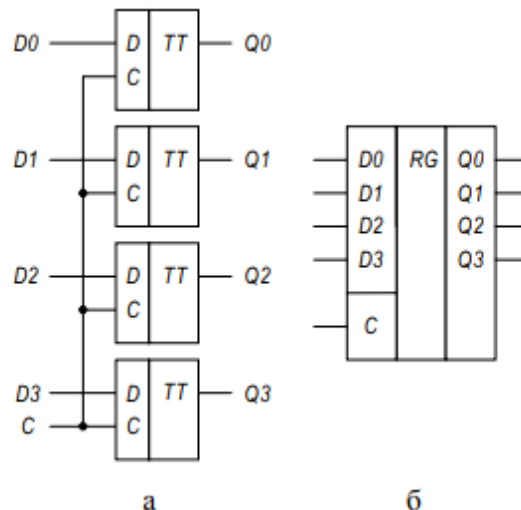 D0 D TT Q0
C
D1 D TT Q1
C
D2 D TT Q2
C
D3 D TT Q3
C C
а
D0 RG Q0
D1 Q1
D2 Q2
D3 Q3
C
б